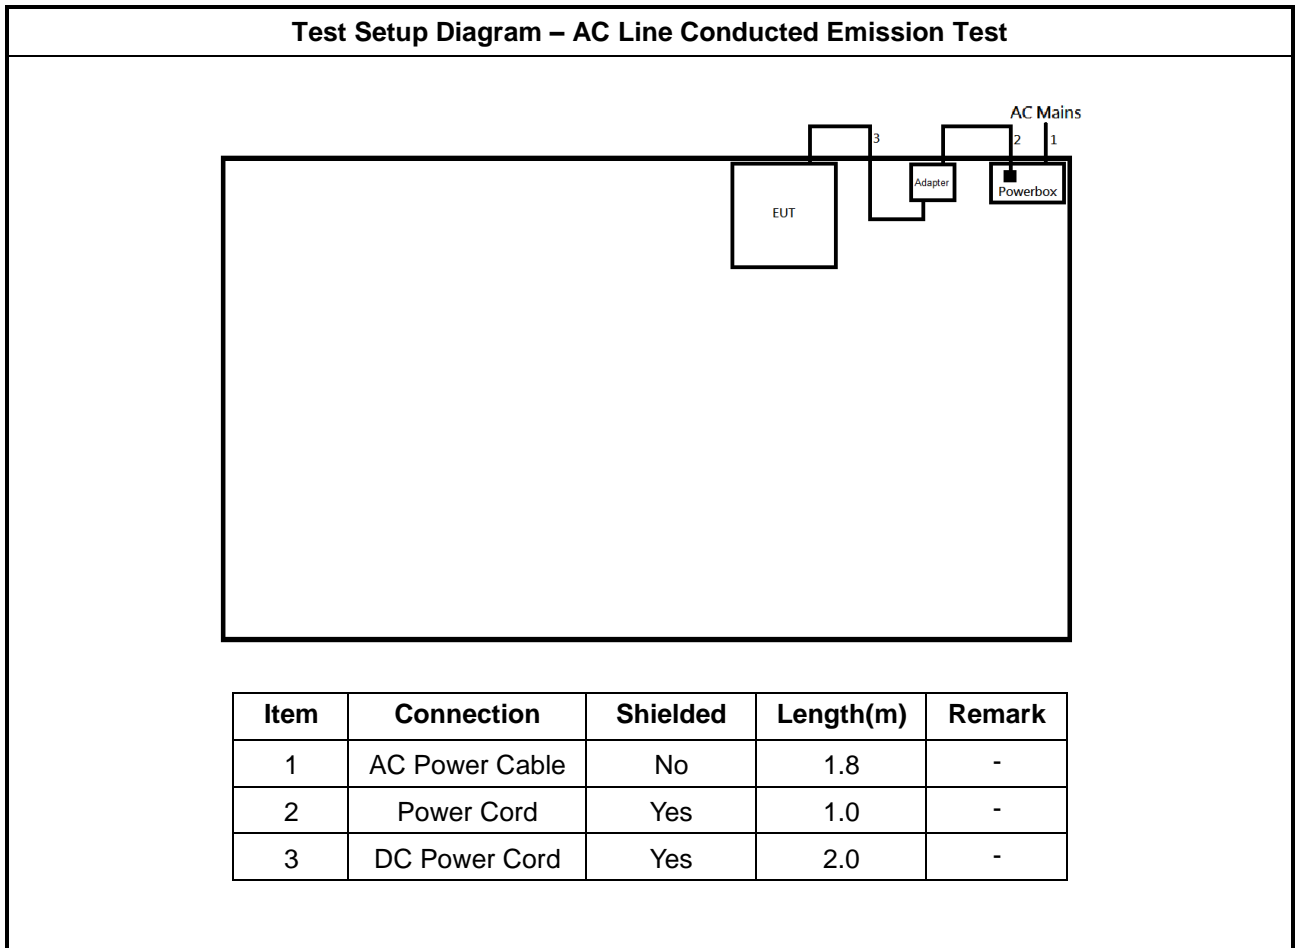 Test Setup Diagram – AC Line Conducted Emission Test
AC Mains
3
2
1
EUT
Adapter
Powerbox
Item Connection Shielded Length(m) Remark
1 AC Power Cable No 1.8 -
2 Power Cord Yes 1.0 -
3 DC Power Cord Yes 2.0 -